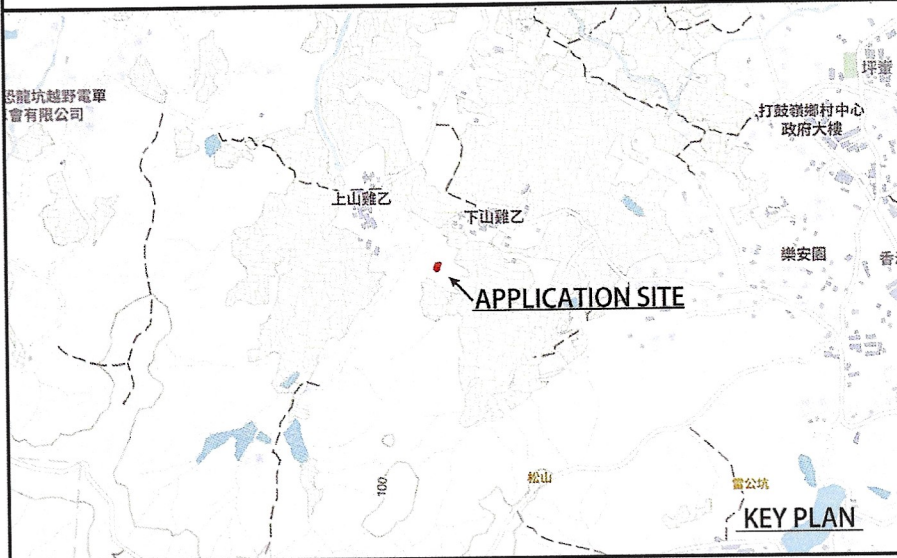 坪輋
恐龍坑越野電單
會有限公司
打鼓嶺鄉村中心
政府大樓
上山雞乙
下山雞乙
樂安園
香
APPLICATION SITE
100
松山
雷公坑
KEY PLAN